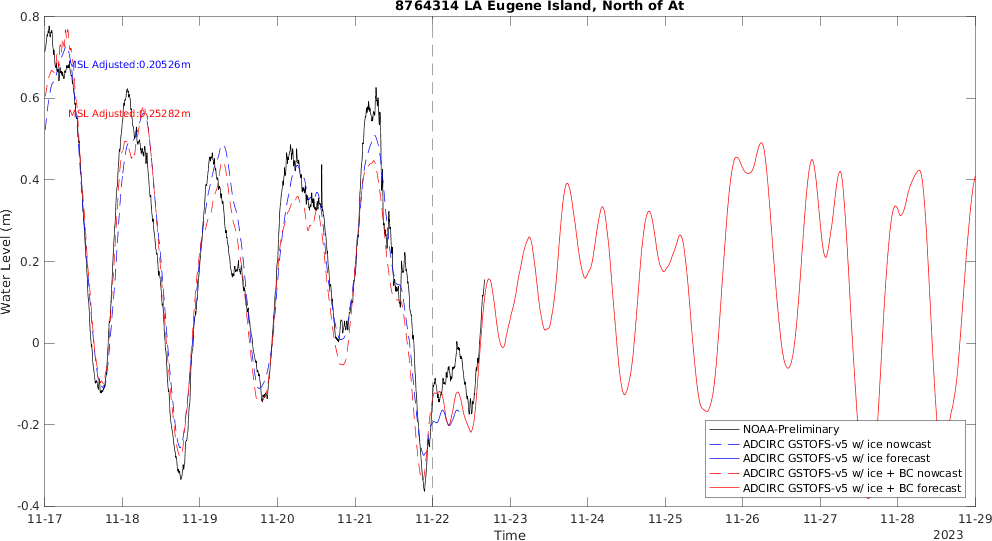 8764314 LA Eugene Island, North of At
0.8
0.6
0.4
0.2
0
-0.2
-0.4
Water Level (m)
MSL Adjusted:0.20526m
MSL Adjusted:0.25282m
NOAA-Preliminary
ADCIRC GSTOFS-v5 w/ ice nowcast
ADCIRC GSTOFS-v5 w/ ice forecast
ADCIRC GSTOFS-v5 w/ ice + BC nowcast
ADCIRC GSTOFS-v5 w/ ice + BC forecast
11-17 11-18 11-19 11-20 11-21 11-22 11-23 11-24 11-25 11-26 11-27 11-28 11-29
Time
2023